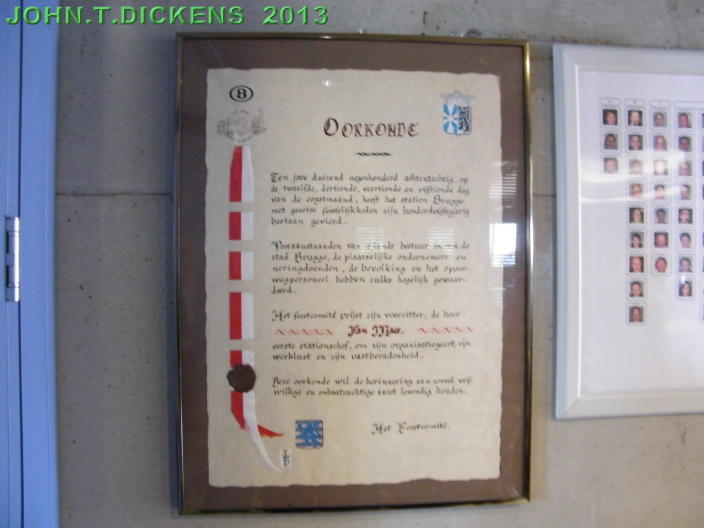 JOHN.T.DICKENS 2013
B
OORKONDE
Ten jare duizend negenhonderd achtentachtig, op
de twaalfde, dertiende, veertiende en vijftiende dag
van de oogstmaand, heeft het station Brugge
met grootse feestelijkheden zijn honderdvijftigjarig
bestaan gevierd.
Vooraanstaanden van 's lands bestuur en van de
stad Brugge, de plaatselijke ondernemers en
neringdoenden, de bevolking en het spoor-
wegpersoneel hebben zulks hogelijk gewaar-
deerd.
Het feestcomité prijst zijn voorzitter, de heer:
eerste stationschef, om zijn organisatiegeest, zijn
werklust en zijn vastberadenheid.
Deze oorkonde wil de herinnering aan zoveel vrij-
willige en onbaatzuchtige inzet levendig houden.
Het Feestcomité.